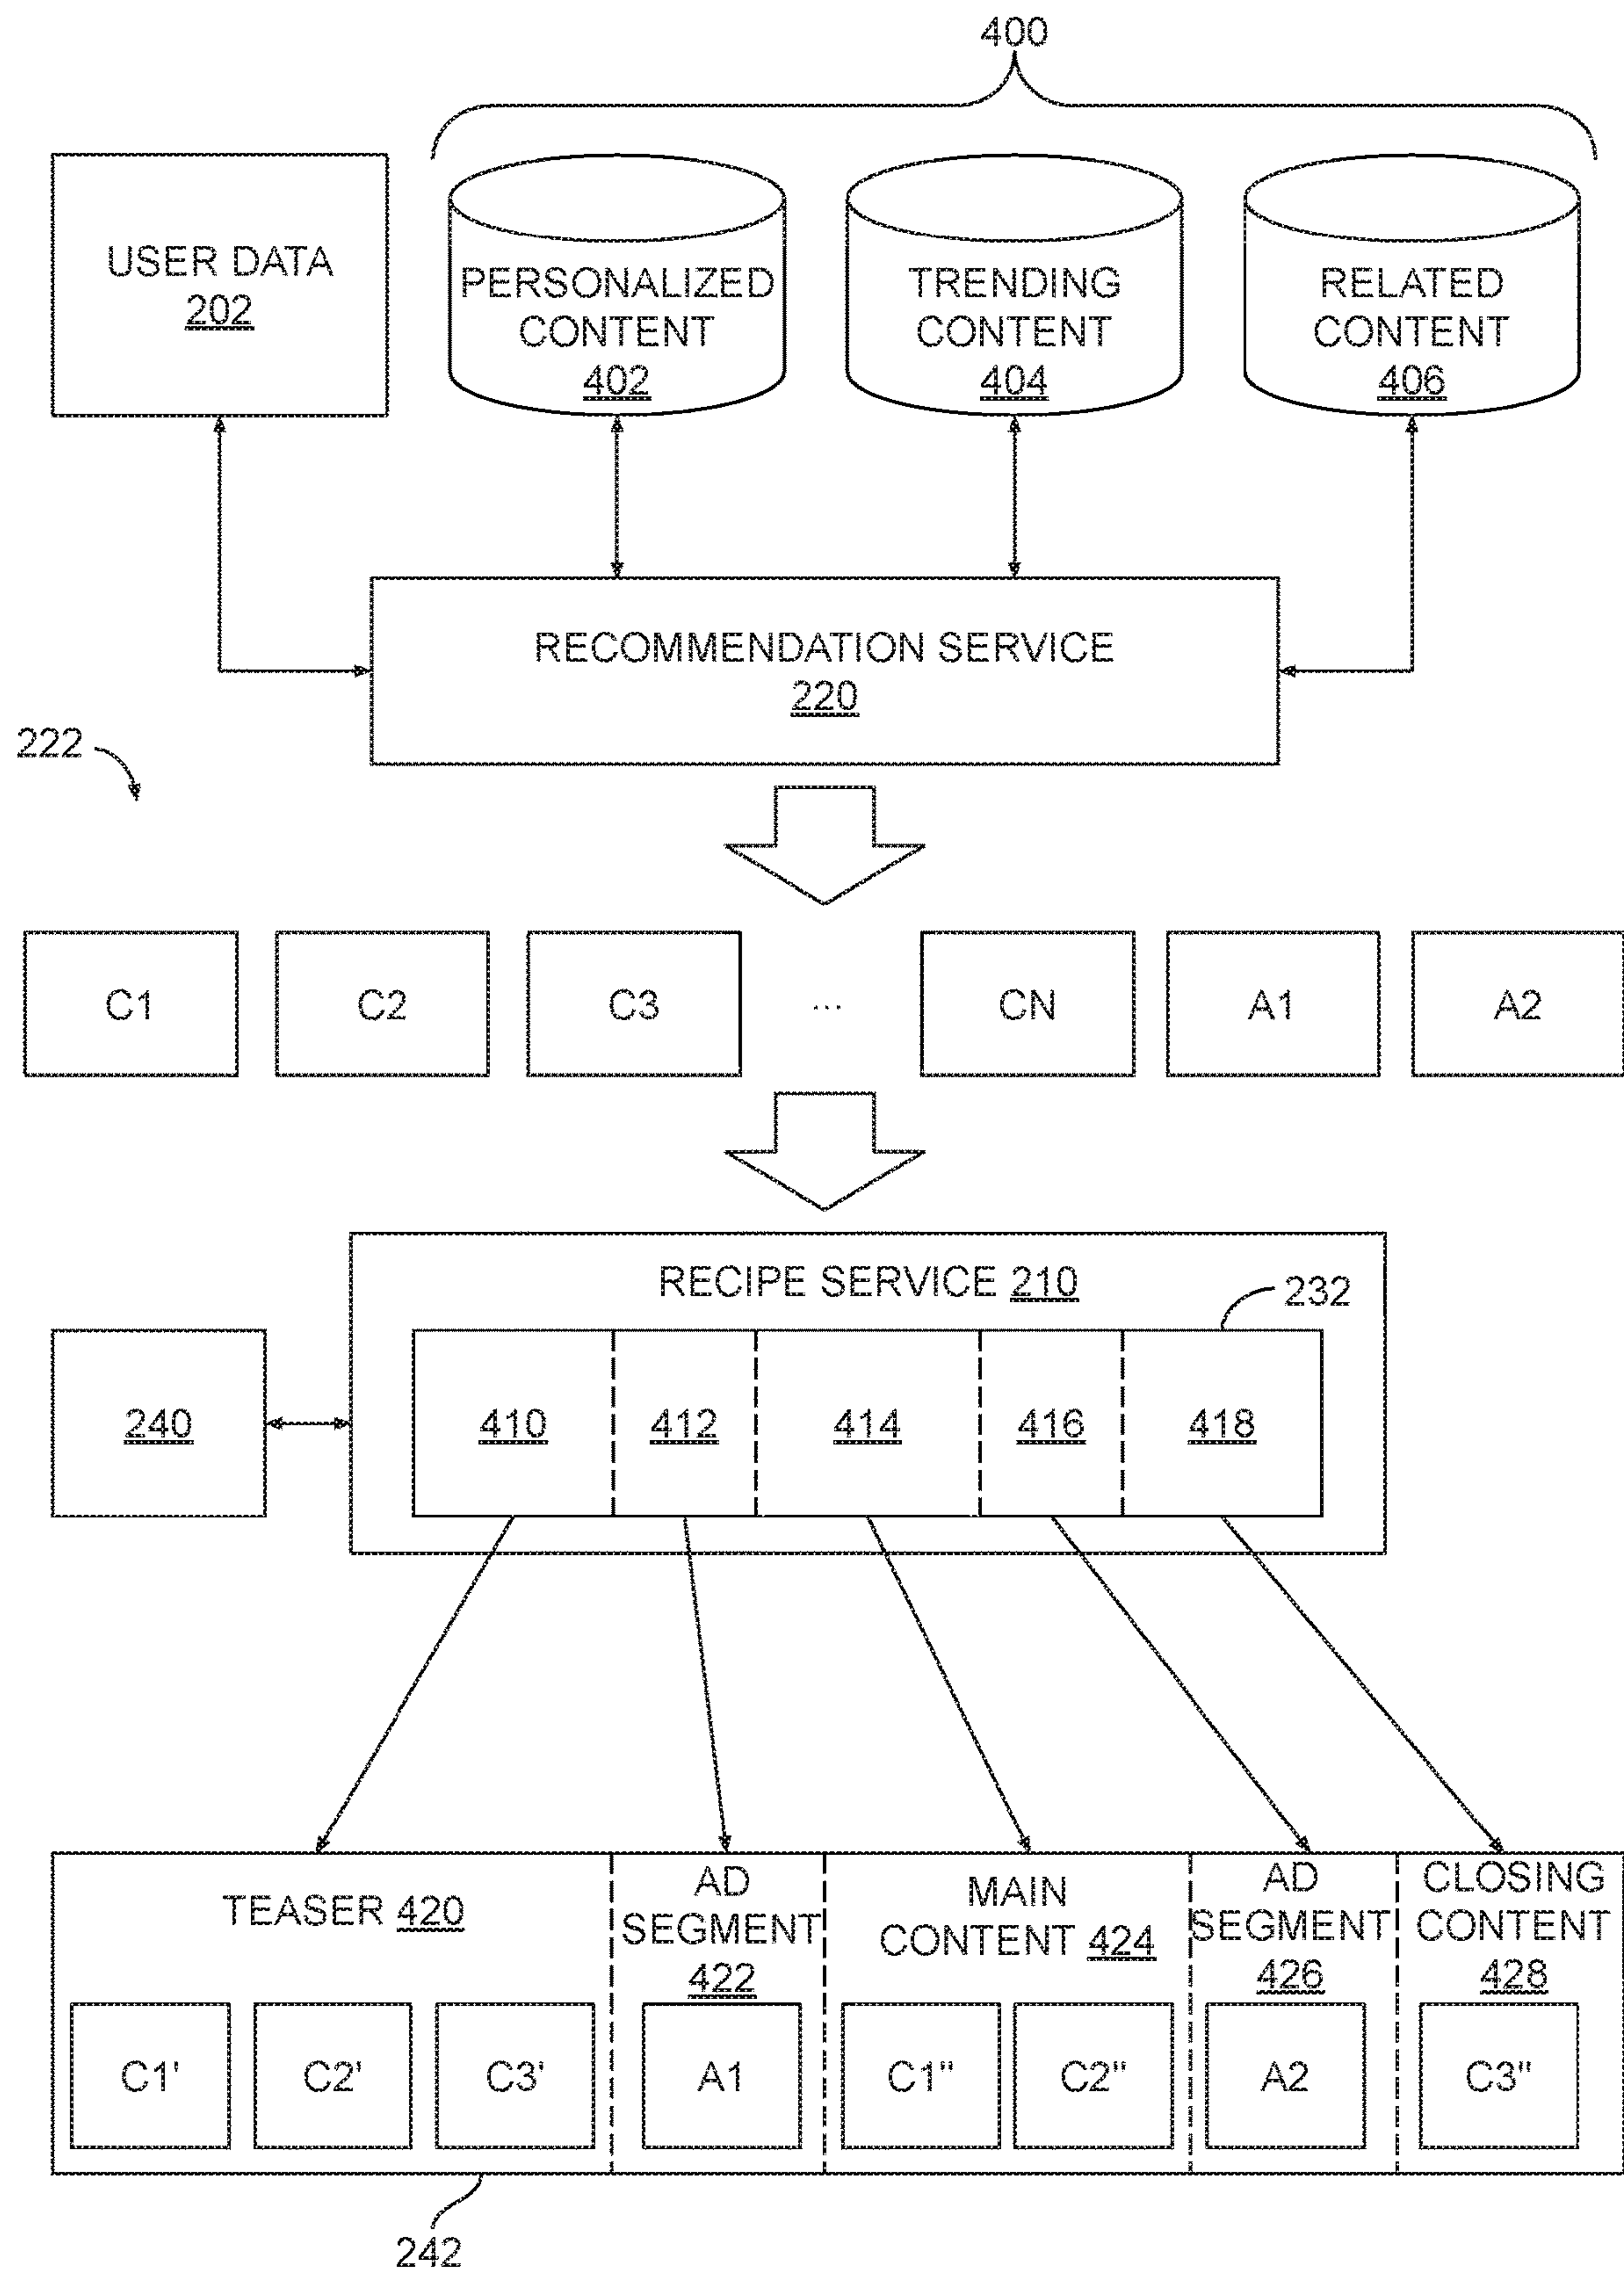 400
USER DATA
202
PERSONALIZED
CONTENT
402
TRENDING
CONTENT
404
RELATED
CONTENT
406
RECOMMENDATION SERVICE
220
222
C1
C2
C3
...
CN
A1
A2
RECIPE SERVICE 210
232
240
410
412
414
416
418
TEASER 420
AD
SEGMENT
422
MAIN
CONTENT 424
AD
SEGMENT
426
CLOSING
CONTENT
428
C1'
C2'
C3'
A1
C1"
C2"
A2
C3"
242